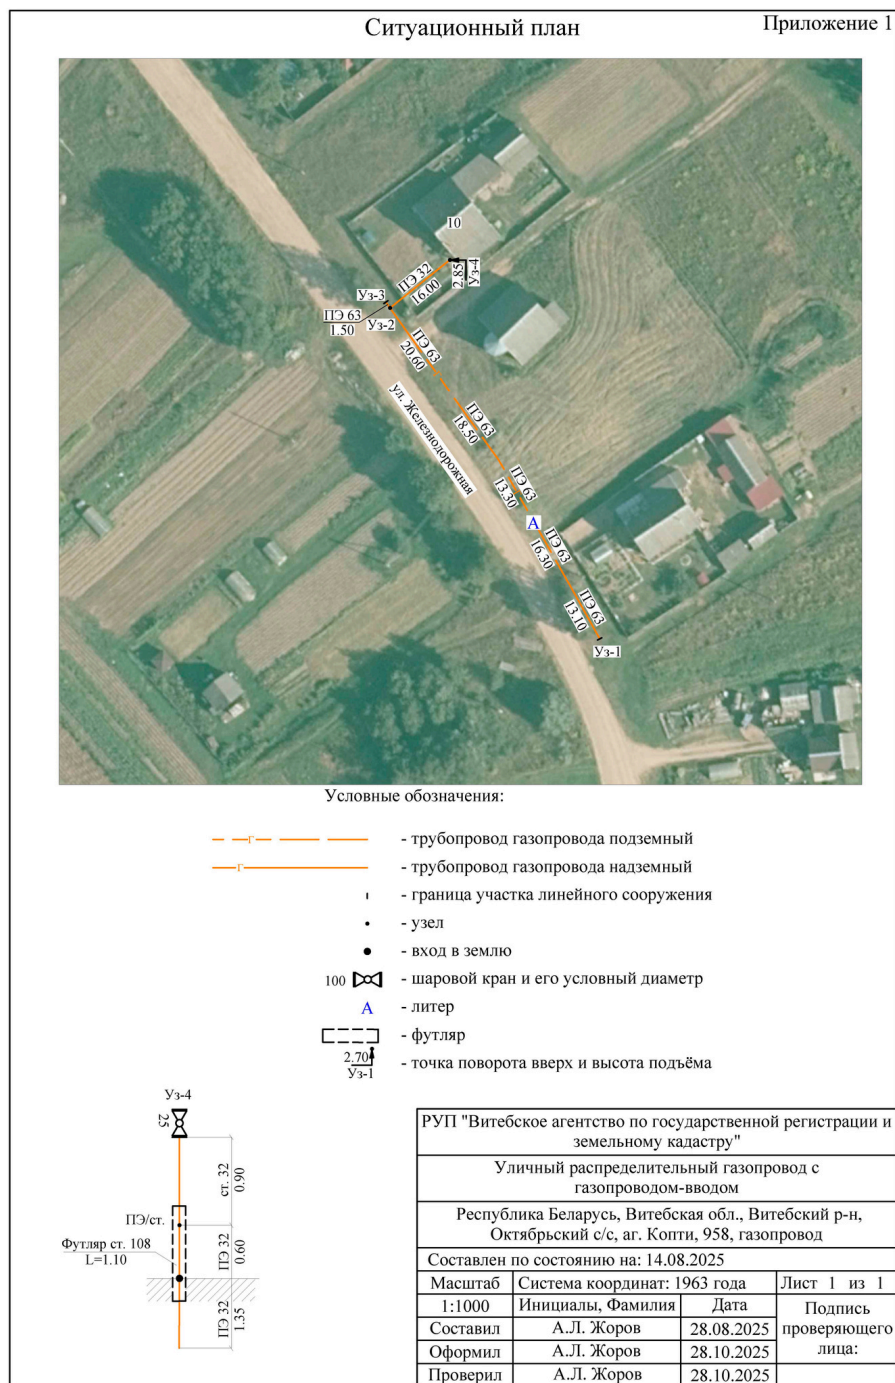 Ситуационный план
Приложение 1
10
ПЭ 32
16.00
2.85
Уз-4
Уз-3
ПЭ 63
1.50
Уз-2
ПЭ 63
20.60
ул. Железнодорожная
ПЭ 63
18.50
ПЭ 63
13.30
А
ПЭ 63
16.30
ПЭ 63
13.10
Уз-1
Условные обозначения:
г - трубопровод газопровода подземный
г - трубопровод газопровода надземный
- граница участка линейного сооружения
- узел
- вход в землю
100 - шаровой кран и его условный диаметр
А - литер
- футляр
2.70
Уз-1
- точка поворота вверх и высота подъёма
Уз-4
25
ст. 32
0.90
ПЭ/ст.
Футляр ст. 108
L=1.10
ПЭ 32
0.60
ПЭ 32
1.35
РУП "Витебское агентство по государственной регистрации и
земельному кадастру"
Уличный распределительный газопровод с
газопроводом-вводом
Республика Беларусь, Витебская обл., Витебский р-н,
Октябрьский с/с, аг. Копти, 958, газопровод
Составлен по состоянию на: 14.08.2025
Масштаб Система координат: 1963 года Лист 1 из 1
1:1000 Инициалы, Фамилия Дата Подпись
проверяющего
лица:
Составил А.Л. Жоров 28.08.2025
Оформил А.Л. Жоров 28.10.2025
Проверил А.Л. Жоров 28.10.2025